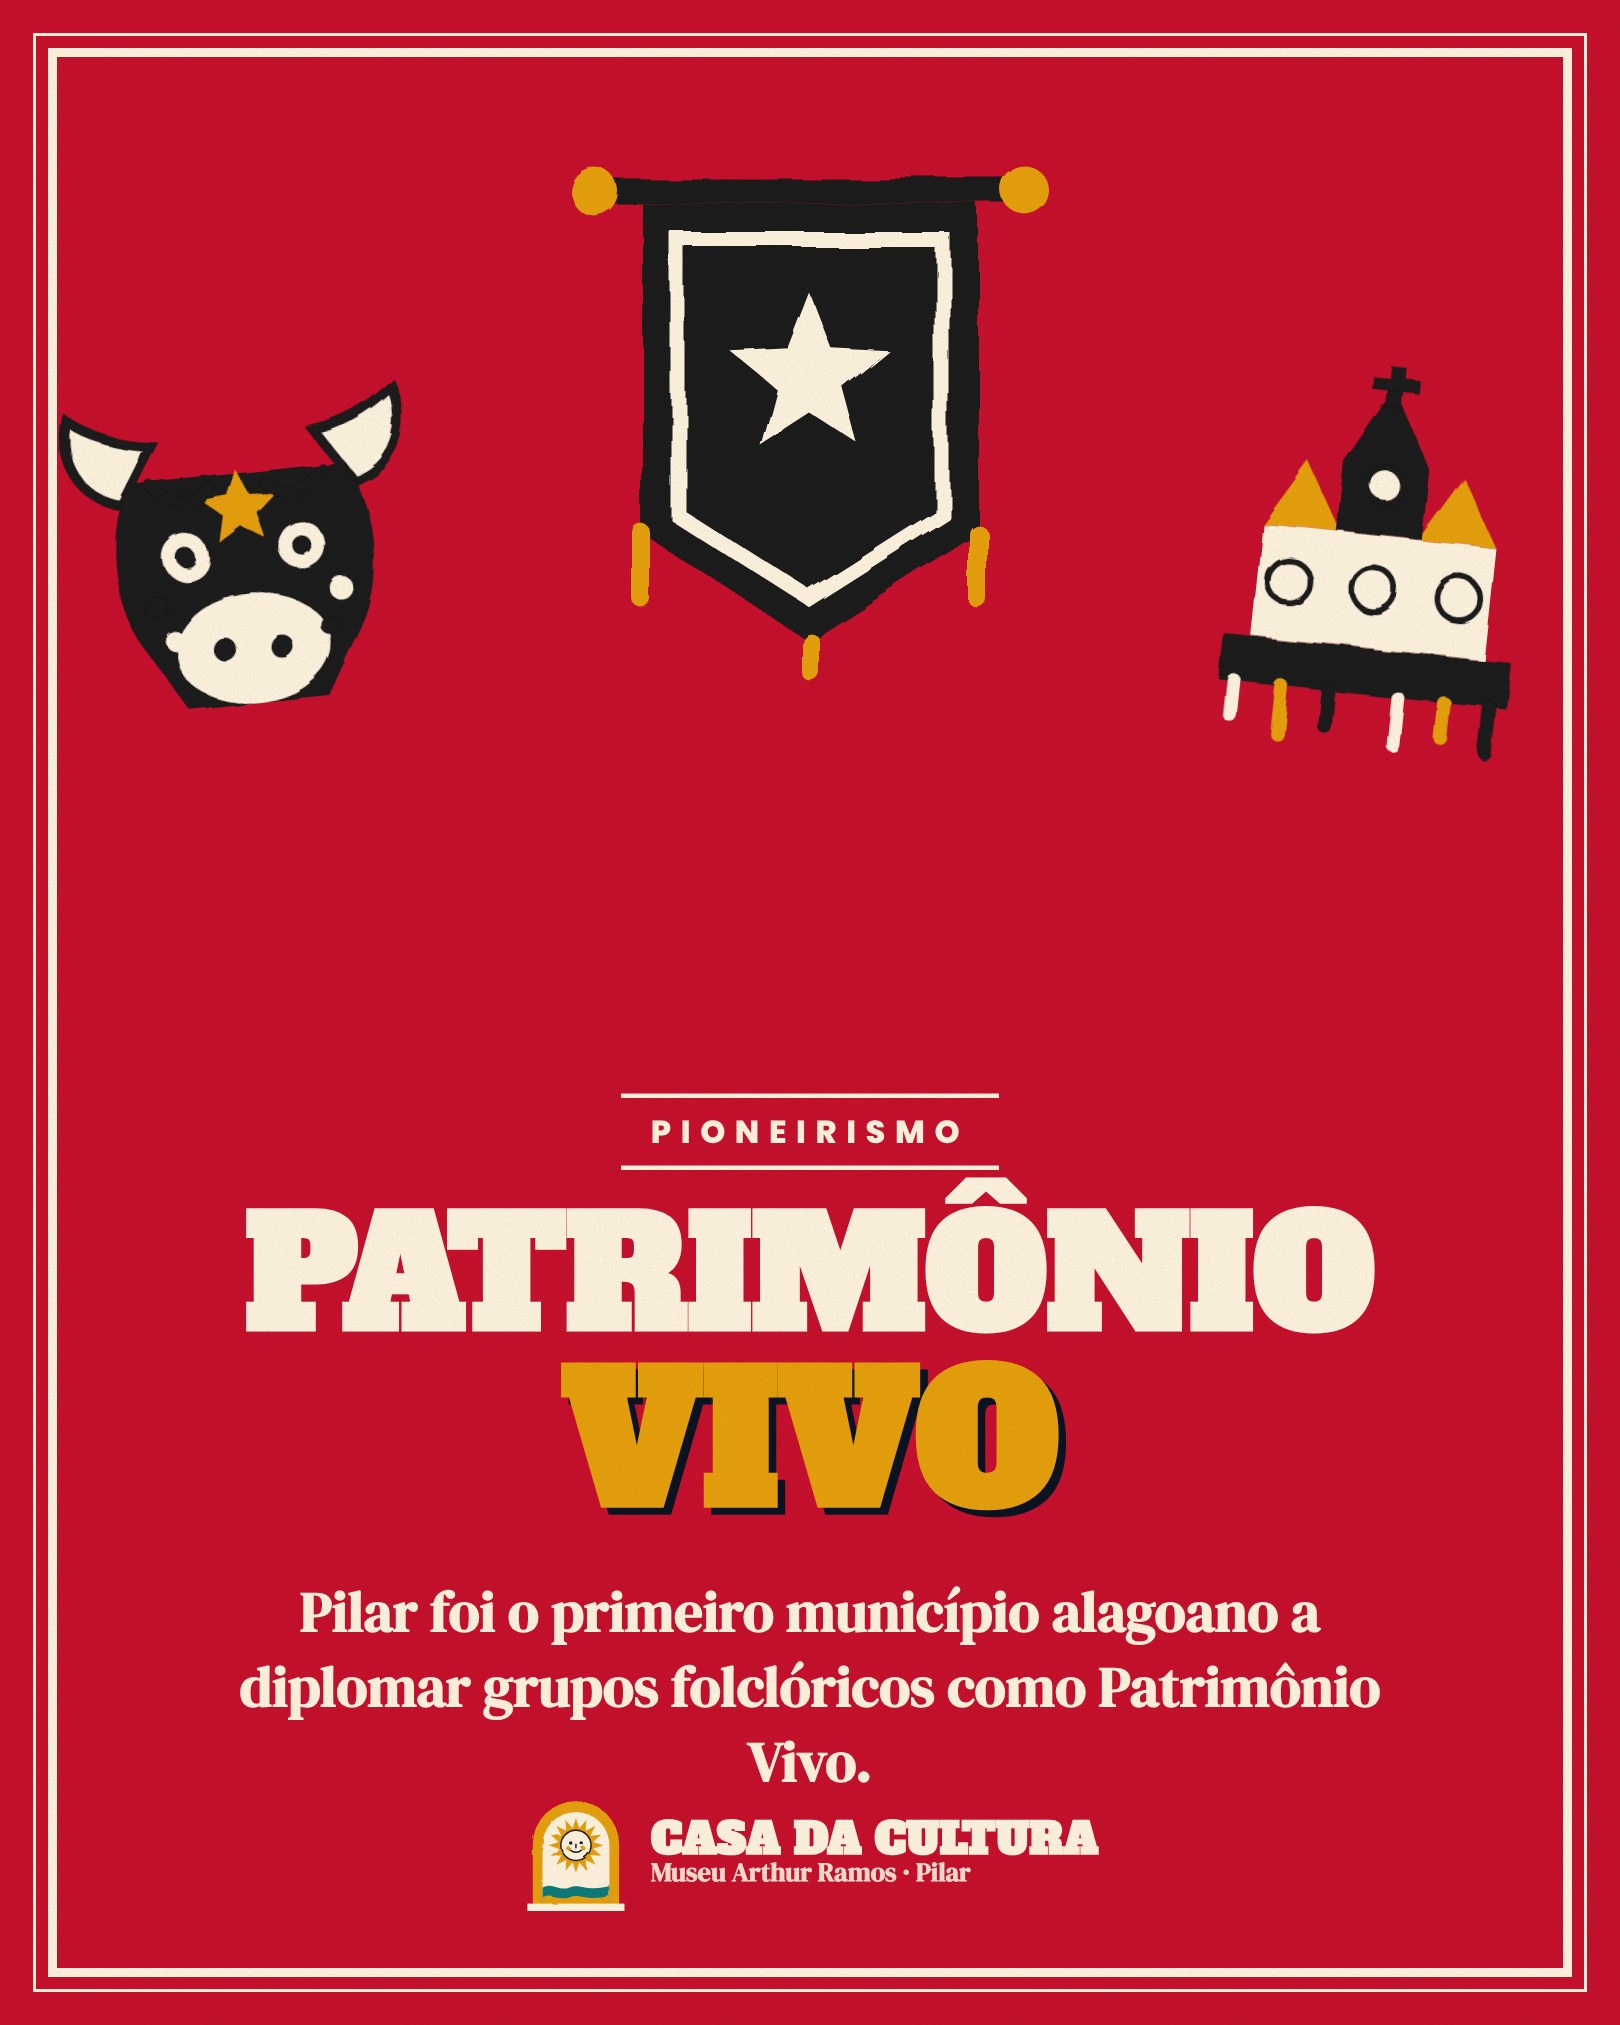 PIONEIRISMO
PATRIMÔNIO
VIVO
Pilar foi o primeiro município alagoano a
diplomar grupos folclóricos como Patrimônio
Vivo.
CASA DA CULTURA
Museu Arthur Ramos · Pilar